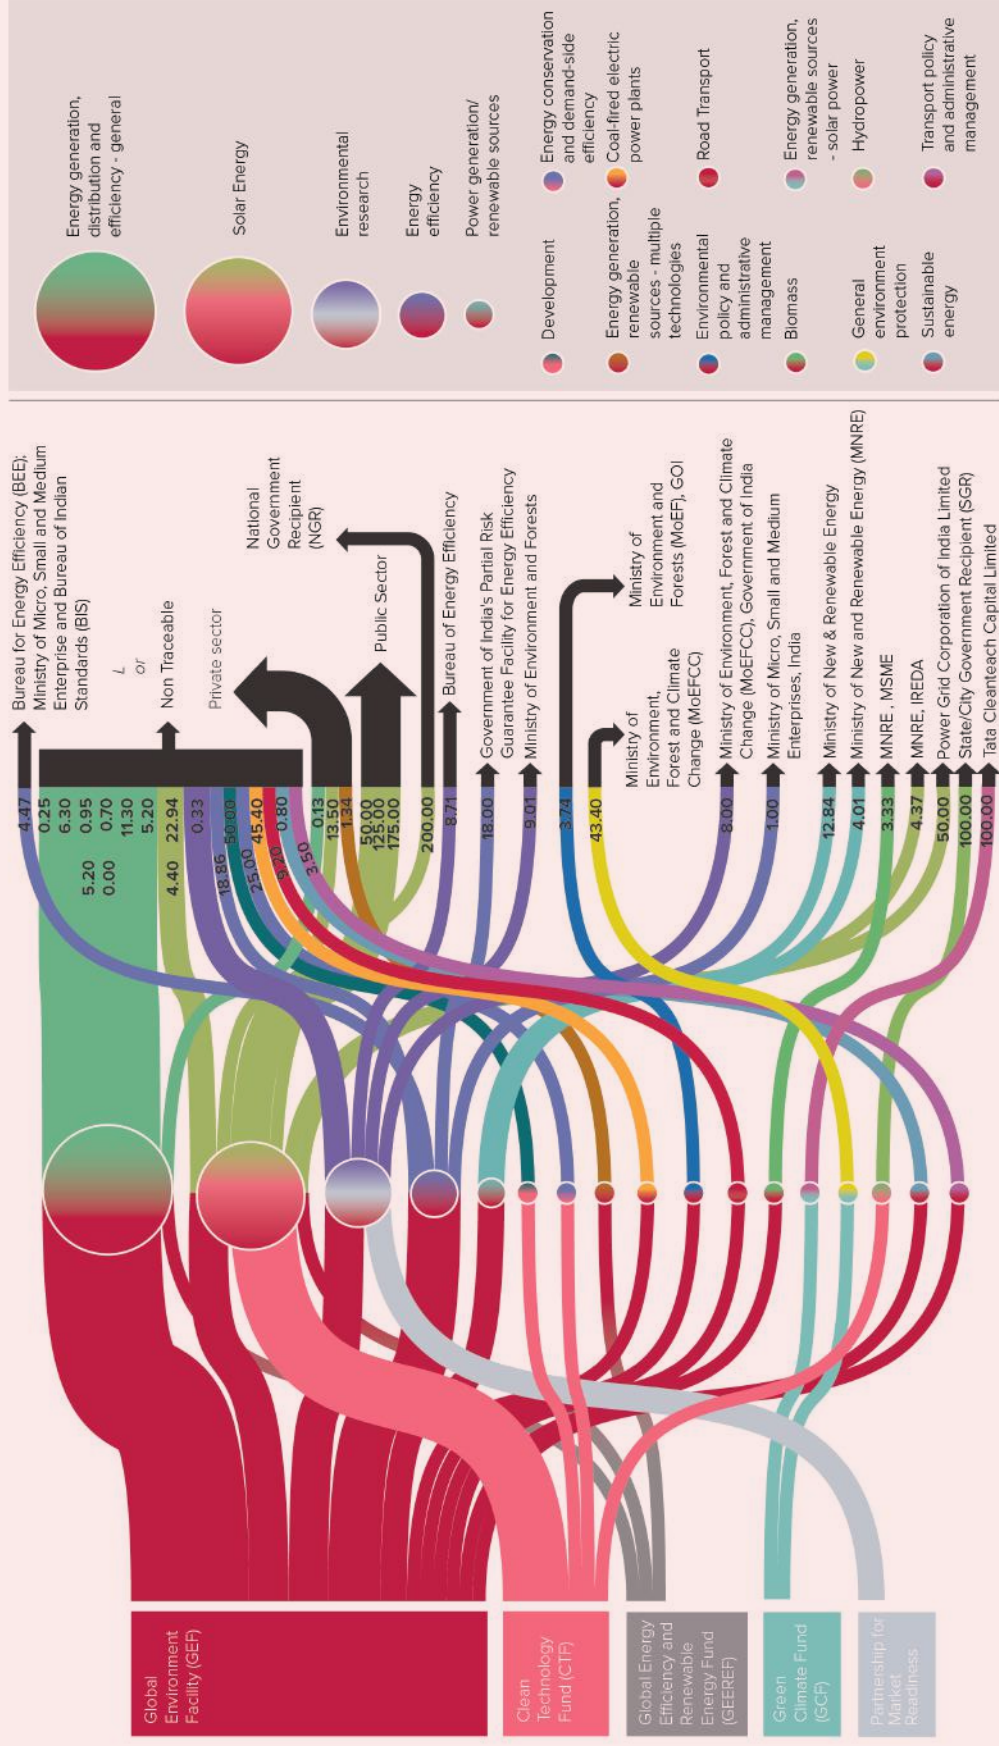 Global
Environment
Facility (GEF)
Clean
Technology
Fund (CTF)
Global Energy
Efficiency and
Renewable
Energy Fund
(GEEREF)
Green
Climate Fund
(GCF)
Partnership for
Market
Readiness
4.47
0.25
6.30
5.20
0.95
0.00
0.70
11.30
5.20
4.40
22.94
0.33
18.86
50.00
25.00
45.40
9.20
0.80
3.50
0.13
13.50
1.34
50.00
125.00
175.00
200.00
8.71
18.00
9.01
3.74
43.40
8.00
1.00
12.84
4.01
3.33
4.37
50.00
100.00
100.00
Bureau for Energy Efficiency (BEE);
Ministry of Micro, Small and Medium
Enterprise and Bureau of Indian
Standards (BIS)
L
or
Non Traceable
Private sector
National
Government
Recipient
(NGR)
Public Sector
Bureau of Energy Efficiency
Government of India's Partial Risk
Guarantee Facility for Energy Efficiency
Ministry of Environment and Forests
Ministry of
Environment and
Forests (MoEF), GOI
Ministry of
Environment,
Forest and Climate
Change (MoEFCC)
Ministry of Environment, Forest and Climate
Change (MoEFCC), Government of India
Ministry of Micro, Small and Medium
Enterprises, India
Ministry of New & Renewable Energy
Ministry of New and Renewable Energy (MNRE)
MNRE , MSME
MNRE, IREDA
Power Grid Corporation of India Limited
State/City Government Recipient (SGR)
Tata Cleanteach Capital Limited
Energy generation,
distribution and
efficiency - general
Solar Energy
Environmental
research
Energy
efficiency
Power generation/
renewable sources
Development
Energy generation,
renewable
sources - multiple
technologies
Environmental
policy and
administrative
management
Biomass
General
environment
protection
Sustainable
energy
Energy conservation
and demand-side
efficiency
Coal-fired electric
power plants
Road Transport
Energy generation,
renewable sources
- solar power
Hydropower
Transport policy
and administrative
management